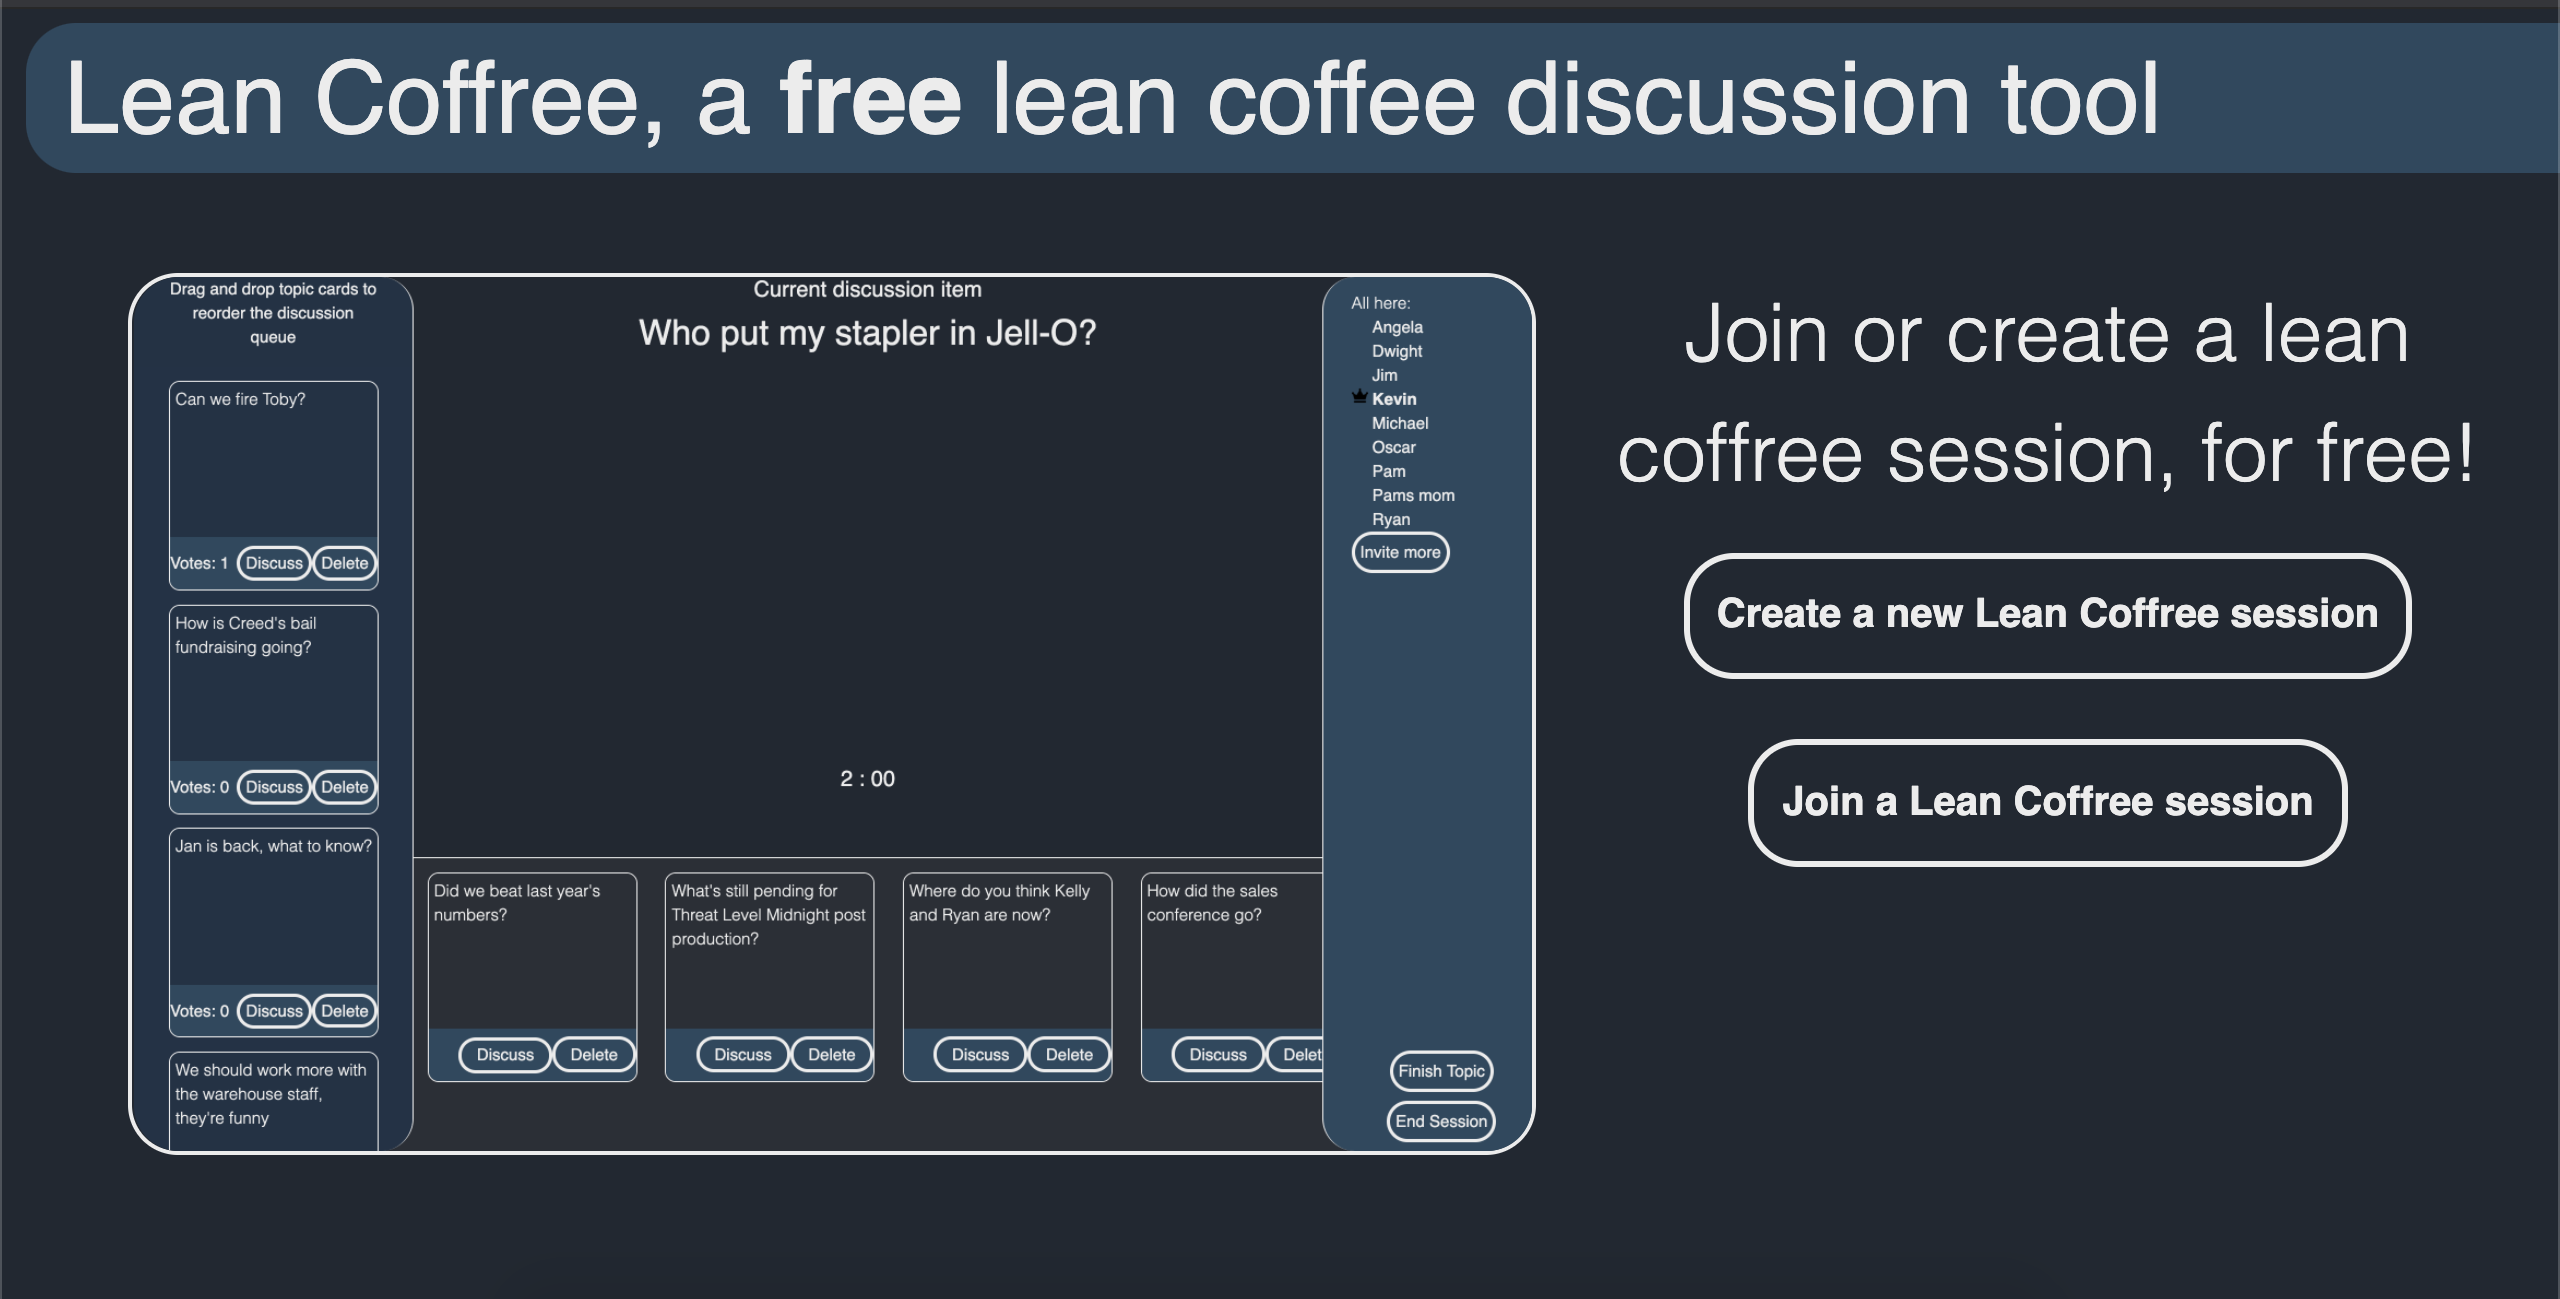 Lean Coffree, a free lean coffee discussion tool
Drag and drop topic cards to
reorder the discussion
queue
Can we fire Toby?
Votes: 1 Discuss Delete
How is Creed's bail
fundraising going?
Votes: 0 Discuss Delete
Jan is back, what to know?
Votes: 0 Discuss Delete
We should work more with
the warehouse staff,
they're funny
Current discussion item
Who put my stapler in Jell-O?
2 : 00
Did we beat last year's
numbers?
Discuss Delete
What's still pending for
Threat Level Midnight post
production?
Discuss Delete
Where do you think Kelly
and Ryan are now?
Discuss Delete
How did the sales
conference go?
Discuss Delet
All here:
Angela
Dwight
Jim
Kevin
Michael
Oscar
Pam
Pams mom
Ryan
Invite more
Finish Topic
End Session
Join or create a lean
coffree session, for free!
Create a new Lean Coffree session
Join a Lean Coffree session